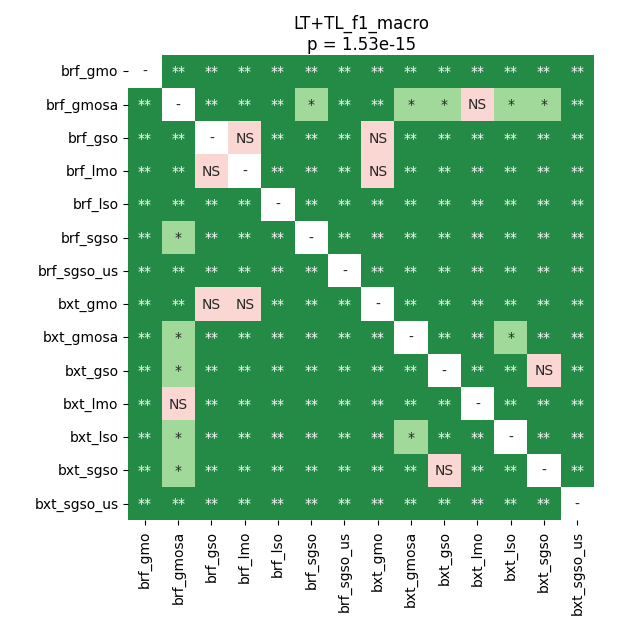 LT+TL_f1_macro
p = 1.53e-15
brf_gmo - ** ** ** ** ** ** ** ** ** ** ** ** **
brf_gmosa ** - ** ** ** * ** ** * * NS * * **
brf_gso ** ** - NS ** ** ** NS ** ** ** ** ** **
brf_lmo ** ** NS - ** ** ** NS ** ** ** ** ** **
brf_lso ** ** ** ** - ** ** ** ** ** ** ** ** **
brf_sgso ** * ** ** ** - ** ** ** ** ** ** ** **
brf_sgso_us ** ** ** ** ** ** - ** ** ** ** ** ** **
bxt_gmo ** ** NS NS ** ** ** - ** ** ** ** ** **
bxt_gmosa ** * ** ** ** ** ** ** - ** ** * ** **
bxt_gso ** * ** ** ** ** ** ** ** - ** ** NS **
bxt_lmo ** NS ** ** ** ** ** ** ** ** - ** ** **
bxt_lso ** * ** ** ** ** ** ** * ** ** - ** **
bxt_sgso ** * ** ** ** ** ** ** ** NS ** ** - **
bxt_sgso_us ** ** ** ** ** ** ** ** ** ** ** ** ** -
brf_gmo brf_gmosa brf_gso brf_lmo brf_lso brf_sgso brf_sgso_us bxt_gmo bxt_gmosa bxt_gso bxt_lmo bxt_lso bxt_sgso bxt_sgso_us